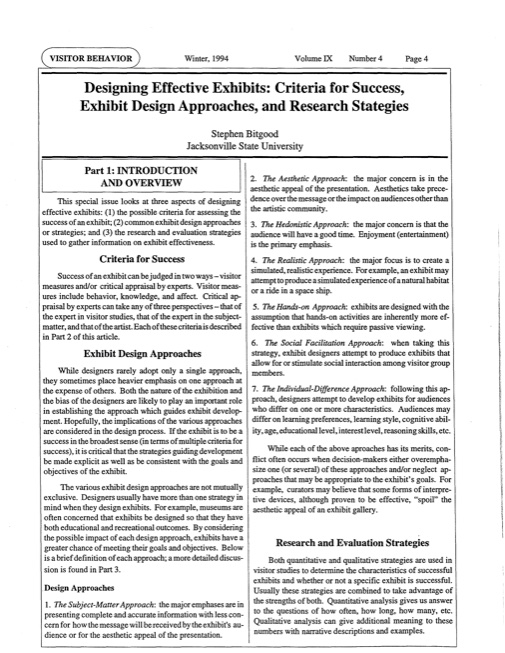 VISITOR BEHAVIOR Winter, 1994 Volume IX Number 4 Page 4
Designing Effective Exhibits: Criteria for Success,
Exhibit Design Approaches, and Research Stategies
Stephen Bitgood
Jacksonville State University
Part 1: INTRODUCTION
AND OVERVIEW
This special issue looks at three aspects of designing
effective exhibits: (1) the possible criteria for assessing the
success of an exhibit; (2) common exhibit design approaches
or strategies; and (3) the research and evaluation strategies
used to gather information on exhibit effectiveness.
Criteria for Success
Success of an exhibit can be judged in two ways – visitor
measures and/or critical appraisal by experts. Visitor meas-
ures include behavior, knowledge, and affect. Critical ap-
praisal by experts can take any of three perspectives – that of
the expert in visitor studies, that of the expert in the subject-
matter, and that of the artist. Each of these criteria is described
in Part 2 of this article.
Exhibit Design Approaches
While designers rarely adopt only a single approach,
they sometimes place heavier emphasis on one approach at
the expense of others. Both the nature of the exhibition and
the bias of the designers are likely to play an important role
in establishing the approach which guides exhibit develop-
ment. Hopefully, the implications of the various approaches
are considered in the design process. If the exhibit is to be a
success in the broadest sense (in terms of multiple criteria for
success), it is critical that the strategies guiding development
be made explicit as well as be consistent with the goals and
objectives of the exhibit.
The various exhibit design approaches are not mutually
exclusive. Designers usually have more than one strategy in
mind when they design exhibits. For example, museums are
often concerned that exhibits be designed so that they have
both educational and recreational outcomes. By considering
the possible impact of each design approach, exhibits have a
greater chance of meeting their goals and objectives. Below
is a brief definition of each approach; a more detailed discus-
sion is found in Part 3.
Design Approaches
1. The Subject-Matter Approach: the major emphases are in
presenting complete and accurate information with less con-
cern for how the message will be received by the exhibit's au-
dience or for the aesthetic appeal of the presentation.
2. The Aesthetic Approach: the major concern is in the
aesthetic appeal of the presentation. Aesthetics take prece-
dence over the message or the impact on audiences other than
the artistic community.
3. The Hedonistic Approach: the major concern is that the
audience will have a good time. Enjoyment (entertainment)
is the primary emphasis.
4. The Realistic Approach: the major focus is to create a
simulated, realistic experience. For example, an exhibit may
attempt to produce a simulated experience of a natural habitat
or a ride in a space ship.
5. The Hands-on Approach: exhibits are designed with the
assumption that hands-on activities are inherently more ef-
fective than exhibits which require passive viewing.
6. The Social Facilitation Approach: when taking this
strategy, exhibit designers attempt to produce exhibits that
allow for or stimulate social interaction among visitor group
members.
7. The Individual-Difference Approach: following this ap-
proach, designers attempt to develop exhibits for audiences
who differ on one or more characteristics. Audiences may
differ on learning preferences, learning style, cognitive abil-
ity, age, educational level, interest level, reasoning skills, etc.
While each of the above aproaches has its merits, con-
flict often occurs when decision-makers either overempha-
size one (or several) of these approaches and/or neglect ap-
proaches that may be appropriate to the exhibit's goals. For
example, curators may believe that some forms of interpre-
tive devices, although proven to be effective, "spoil" the
aesthetic appeal of an exhibit gallery.
Research and Evaluation Strategies
Both quantitative and qualitative strategies are used in
visitor studies to determine the characteristics of successful
exhibits and whether or not a specific exhibit is successful.
Usually these strategies are combined to take advantage of
the strengths of both. Quantitative analysis gives us answer
to the questions of how often, how long, how many, etc.
Qualitative analysis can give additional meaning to these
numbers with narrative descriptions and examples.